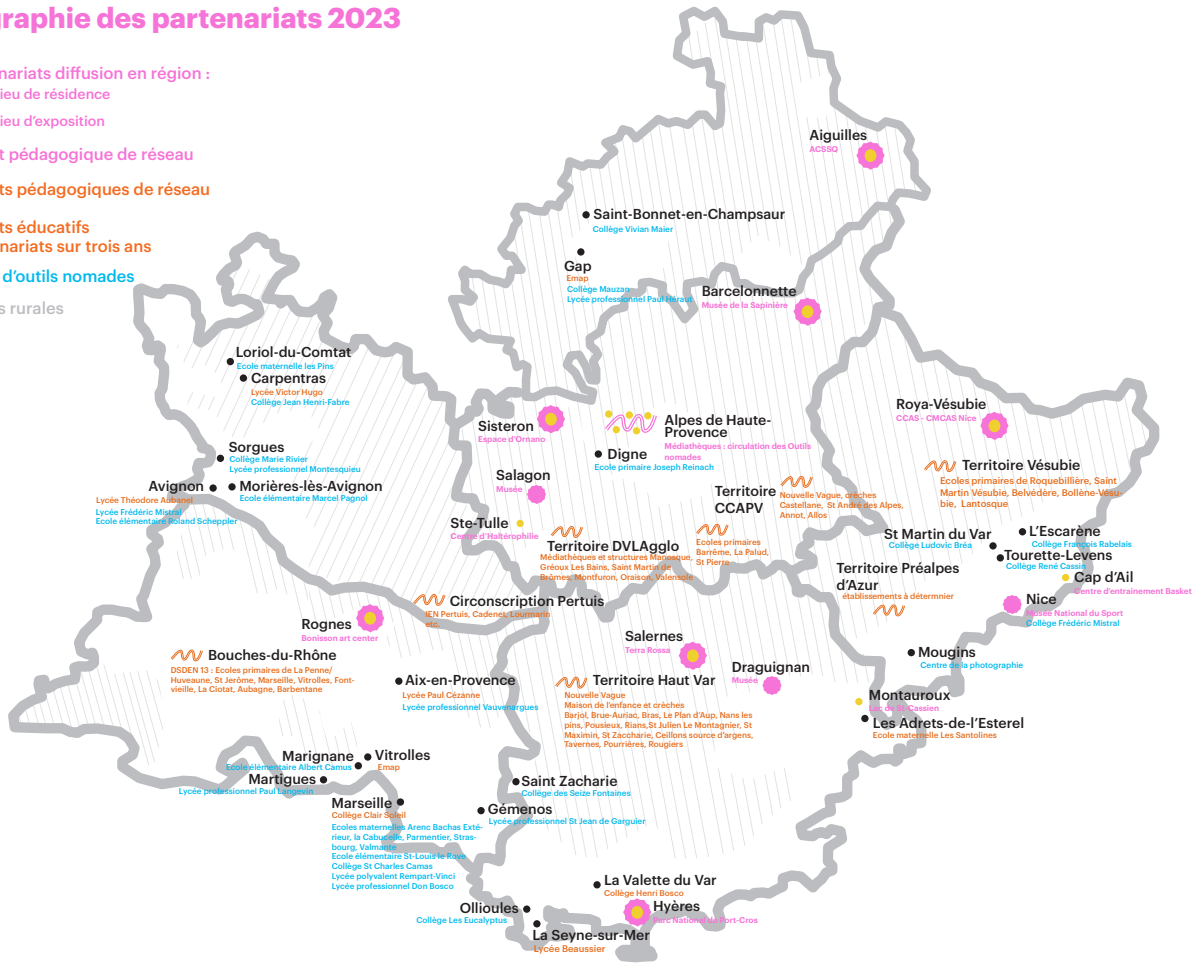 graphie des partenariats 2023
nariats diffusion en région :
ieu de résidence
ieu d'exposition
t pédagogique de réseau
ts pédagogiques de réseau
ts éducatifs
nariats sur trois ans
d'outils nomades
s rurales
Aiguilles
ACSSQ
Saint-Bonnet-en-Champsaur
Collège Vivian Maier
Gap
Emap
Collège Mauzan
Lycée professionnel Paul Héraut
Barcelonnette
Musée de la Sapinière
Loriol-du-Comtat
Ecole maternelle les Pins
Carpentras
Lycée Victor Hugo
Collège Jean Henri-Fabre
Sorgues
Collège Marie Rivier
Lycée professionnel Montesquieu
Avignon
Lycée Théodore Aubanel
Lycée Frédéric Mistral
Ecole élémentaire Roland Scheppler
Morières-lès-Avignon
Ecole élémentaire Marcel Pagnol
Sisteron
Espace d'Ornano
Alpes de Haute-
Provence
Médiathèques : circulation des Outils
nomades
Digne
Ecole primaire Joseph Reinach
Salagon
Musée
Ste-Tulle
Centre d'Haltérophilie
Territoire
CCAPV
Nouvelle Vague, crèches
Castellane, St André des Alpes,
Annot, Allos
Ecoles primaires
Barrême, La Palud,
St Pierre
Territoire DVLAgglo
Médiathèques et structures Manosque,
Gréoux Les Bains, Saint Martin de
Brômes, Montfuron, Oraison, Valensole
Roya-Vésubie
CCAS - CMCAS Nice
Territoire Vésubie
Ecoles primaires de Roquebillière, Saint
Martin Vésubie, Belvédère, Bollène-Vésu-
bie, Lantosque
St Martin du Var
Collège Ludovic Bréa
L'Escarène
Collège François Rabelais
Tourette-Levens
Collège René Cassin
Territoire Préalpes
d'Azur
établissements à détermnier
Cap d'Ail
Centre d'entrainement Basket
Nice
Musée National du Sport
Collège Frédéric Mistral
Mougins
Centre de la photographie
Montauroux
Lac de St-Cassien
Les Adrets-de-l'Esterel
Ecole maternelle Les Santolines
Circonscription Pertuis
IEN Pertuis, Cadenet, Lourmarin
etc.
Rognes
Bonisson art center
Bouches-du-Rhône
DSDEN 13 : Ecoles primaires de La Penne/
Huveaune, St Jerôme, Marseille, Vitrolles, Font-
vieille, La Ciotat, Aubagne, Barbentane
Aix-en-Provence
Lycée Paul Cézanne
Lycée professionnel Vauvenargues
Salernes
Terra Rossa
Draguignan
Musée
Territoire Haut Var
Nouvelle Vague
Maison de l'enfance et crèches
Barjol, Brue-Auriac, Bras, Le Plan d'Aup, Nans les
pins, Pousieux, Rians,St Julien Le Montagnier, St
Maximin, St Zaccharie, Ceillons source d'argens,
Tavernes, Pourrières, Rougiers
Marignane
Ecole élémentaire Albert Camus
Vitrolles
Emap
Martigues
Lycée professionnel Paul Langevin
Marseille
Collège Clair Soleil
Ecoles maternelles Arenc Bachas Exté-
rieur, la Cabucelle, Parmentier, Stras-
bourg, Valmante
Ecole élémentaire St-Louis le Rove
Collège St Charles Camas
Lycée polyvalent Rempart-Vinci
Lycée professionnel Don Bosco
Saint Zacharie
Collège des Seize Fontaines
Gémenos
Lycée professionnel St Jean de Garguier
La Valette du Var
Collège Henri Bosco
Hyères
Parc National de Port-Cros
Ollioules
Collège Les Eucalyptus
La Seyne-sur-Mer
Lycée Beaussier